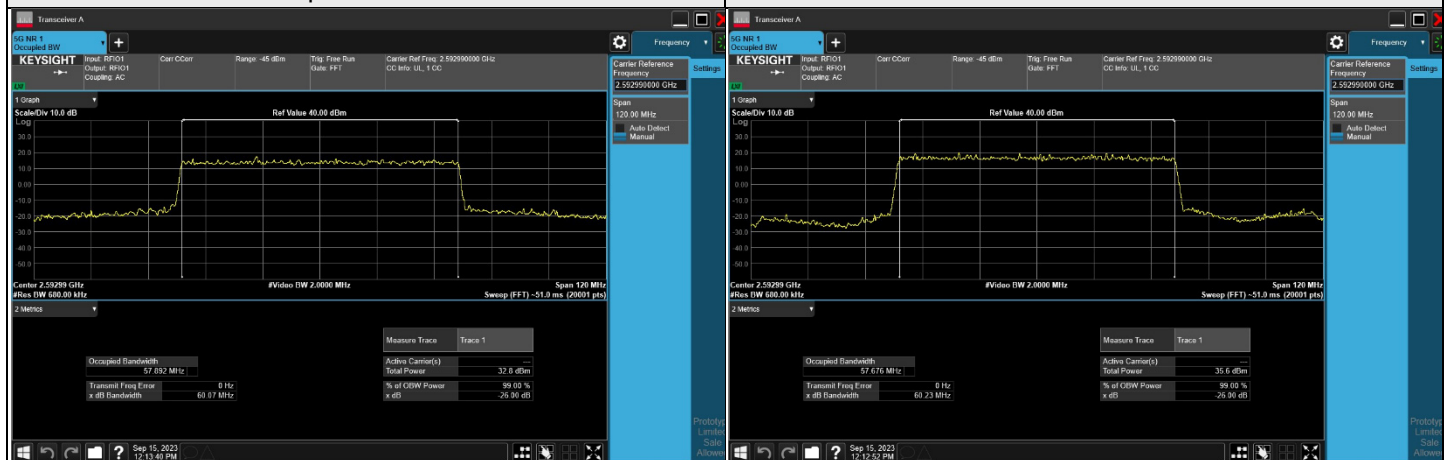 Transceiver A
5G NR 1
Occupied BW
Frequency
KEYSIGHT
Input: RFIO1
Output: RFIO1
Coupling: AC
Corr CCorr
Range: -45 dBm
Trig: Free Run
Gate: FFT
Carrier Ref Freq: 2.592990000 GHz
CC Info: UL, 1 CC
LW
Carrier Reference
Frequency
2.592990000 GHz
Settings
Span
120.00 MHz
Auto Detect
Manual
1 Graph
Scale/Div 10.0 dB
Ref Value 40.00 dBm
Log
30.0
20.0
10.0
0.00
-10.0
-20.0
-30.0
-40.0
-50.0
Center 2.59299 GHz
#Video BW 2.0000 MHz
Span 120 MHz
#Res BW 680.00 kHz
Sweep (FTT) ~51.0 ms (20001 pts)
2 Metrics
Measure Trace Trace 1
Occupied Bandwidth
57.892 MHz
Active Carrier(s) ---
Total Power 32.8 dBm
Transmit Freq Error 0 Hz
x dB Bandwidth 60.07 MHz
% of OBW Power 99.00 %
x dB -26.00 dB
Sep 15, 2023
12:13:40 PM
Transceiver A
5G NR 1
Occupied BW
Frequency
KEYSIGHT
Input: RFIO1
Output: RFIO1
Coupling: AC
Corr CCorr
Range: -45 dBm
Trig: Free Run
Gate: FFT
Carrier Ref Freq: 2.592990000 GHz
CC Info: UL, 1 CC
LW
Carrier Reference
Frequency
2.592990000 GHz
Settings
Span
120.00 MHz
Auto Detect
Manual
1 Graph
Scale/Div 10.0 dB
Ref Value 40.00 dBm
Log
30.0
20.0
10.0
0.00
-10.0
-20.0
-30.0
-40.0
-50.0
Center 2.59299 GHz
#Video BW 2.0000 MHz
Span 120 MHz
#Res BW 680.00 kHz
Sweep (FFT) ~51.0 ms (20001 pts)
2 Metrics
Measure Trace Trace 1
Occupied Bandwidth
57.676 MHz
Active Carrier(s) ---
Total Power 35.6 dBm
Transmit Freq Error 0 Hz
x dB Bandwidth 60.23 MHz
% of OBW Power 99.00 %
x dB -26.00 dB
Sale
Sep 15, 2023
12:12:52 PM